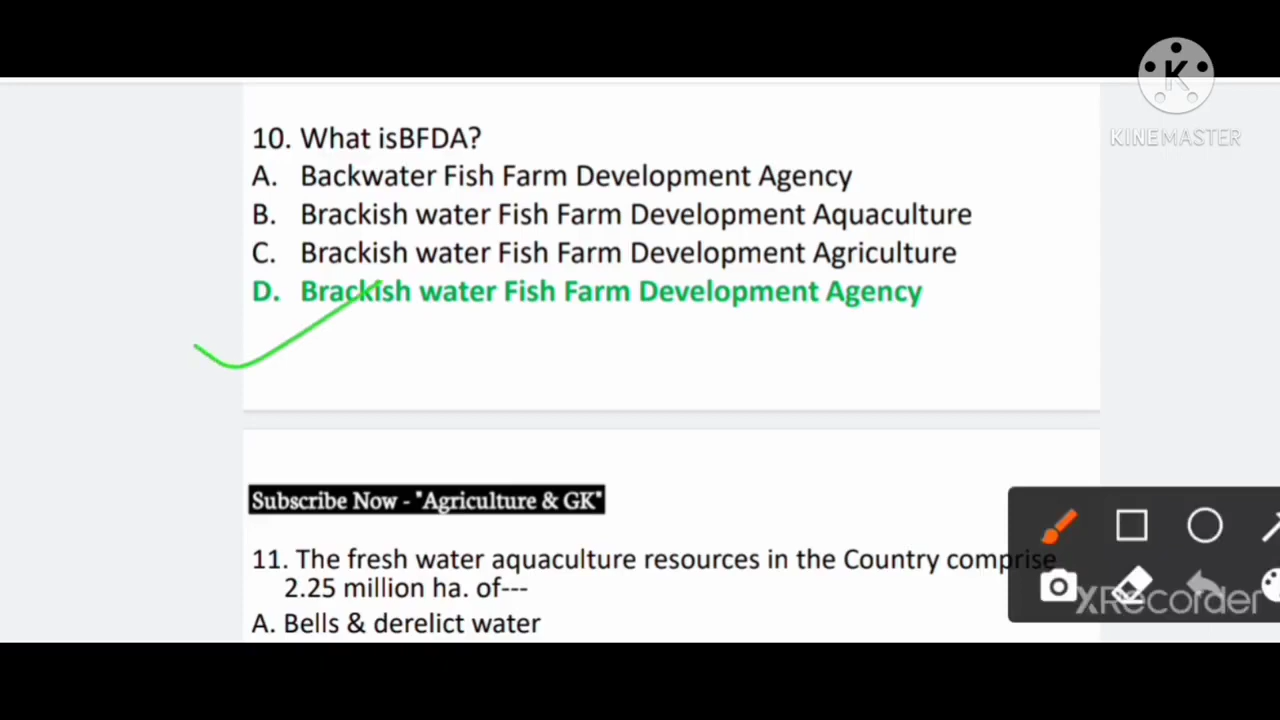 K
KINEMASTER
10. What isBFDA?
A. Backwater Fish Farm Development Agency
B. Brackish water Fish Farm Development Aquaculture
C. Brackish water Fish Farm Development Agriculture
D. Brackish water Fish Farm Development Agency
Subscribe Now - "Agriculture & GK"
11. The fresh water aquaculture resources in the Country comprise
2.25 million ha. of---
A. Bells & derelict water
XRecorder